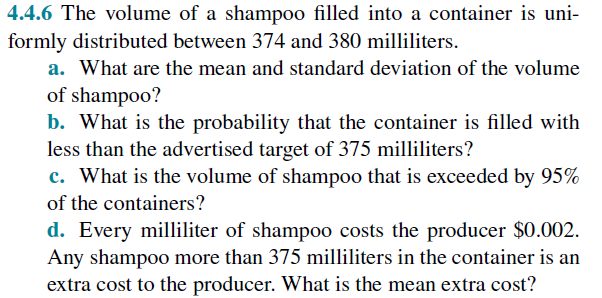 4.4.6 The volume of a shampoo filled into a container is uni-
formly distributed between 374 and 380 milliliters.
a. What are the mean and standard deviation of the volume
of shampoo?
b. What is the probability that the container is filled with
less than the advertised target of 375 milliliters?
c. What is the volume of shampoo that is exceeded by 95%
of the containers?
d. Every milliliter of shampoo costs the producer $0.002.
Any shampoo more than 375 milliliters in the container is an
extra cost to the producer. What is the mean extra cost?